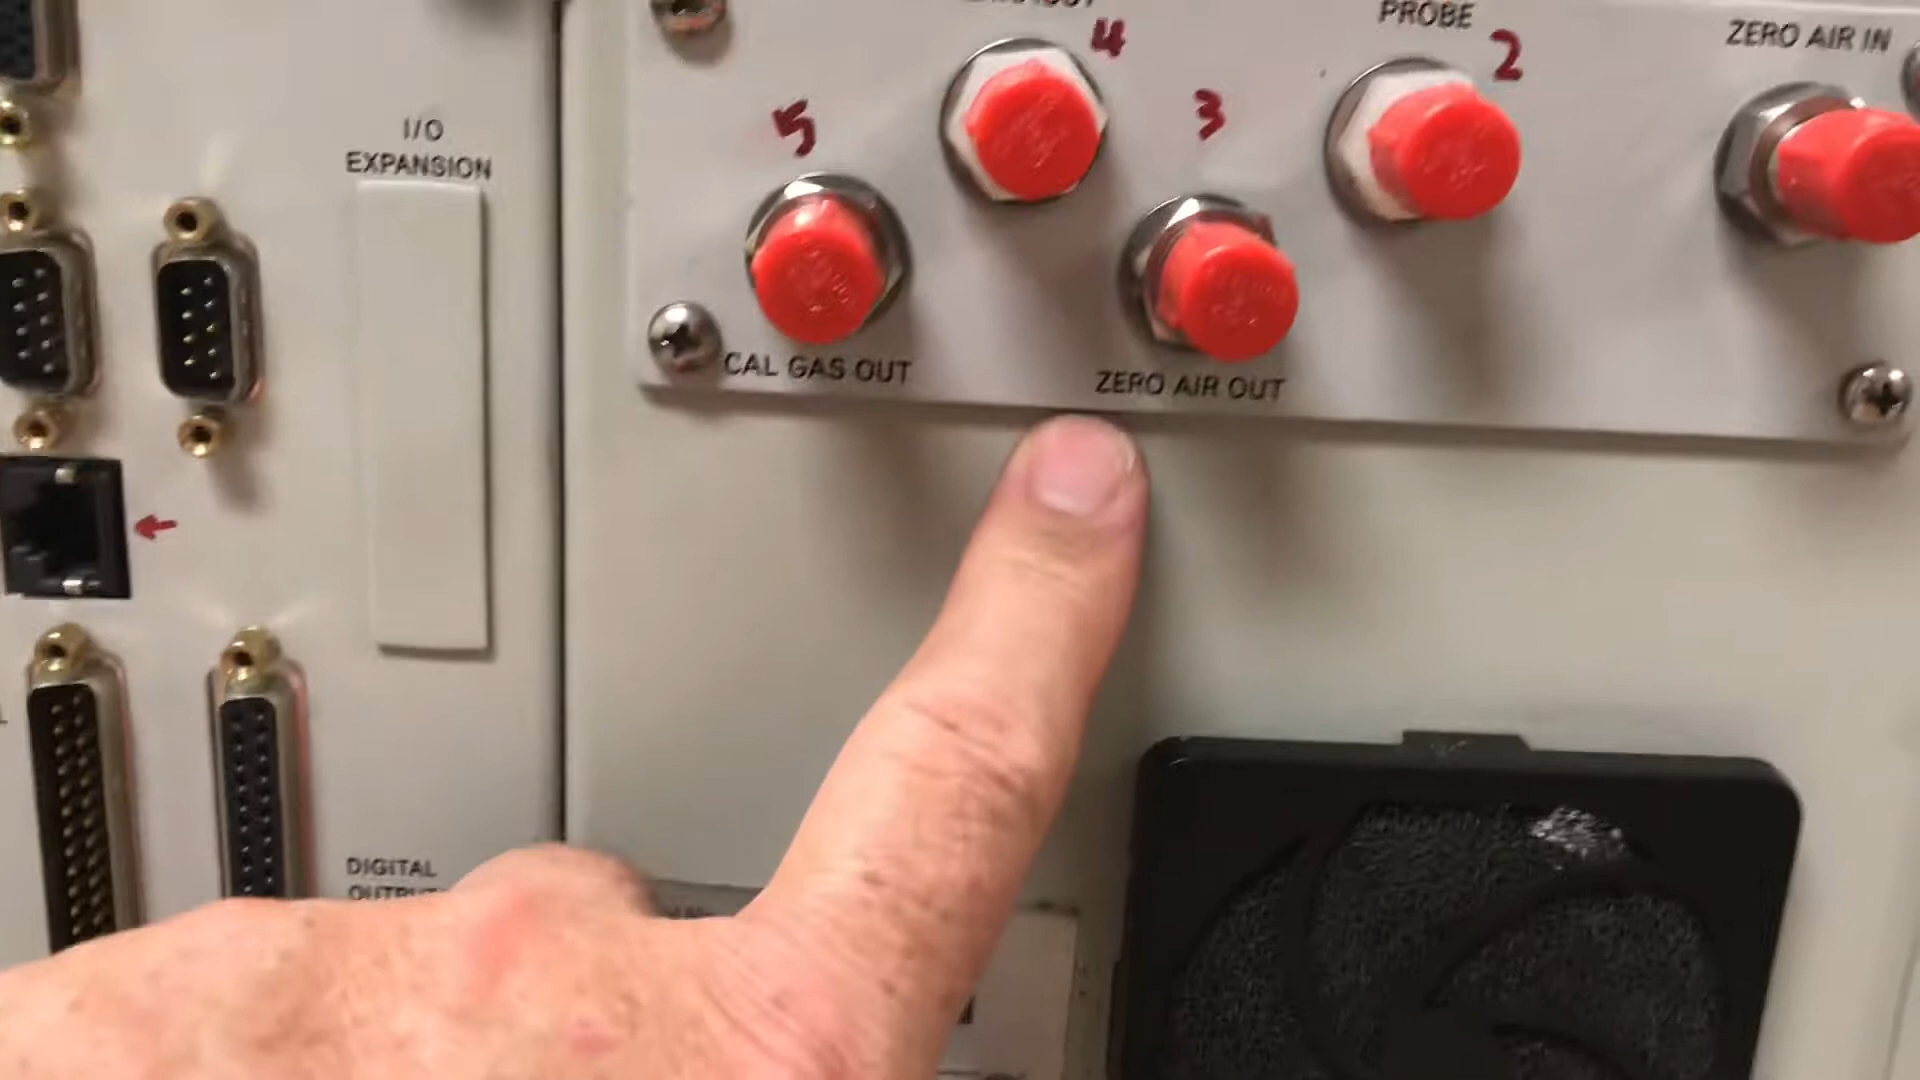 PROBE
ZERO AIR IN
4
2
5
3
I/O
EXPANSION
CAL GAS OUT
ZERO AIR OUT
DIGITAL